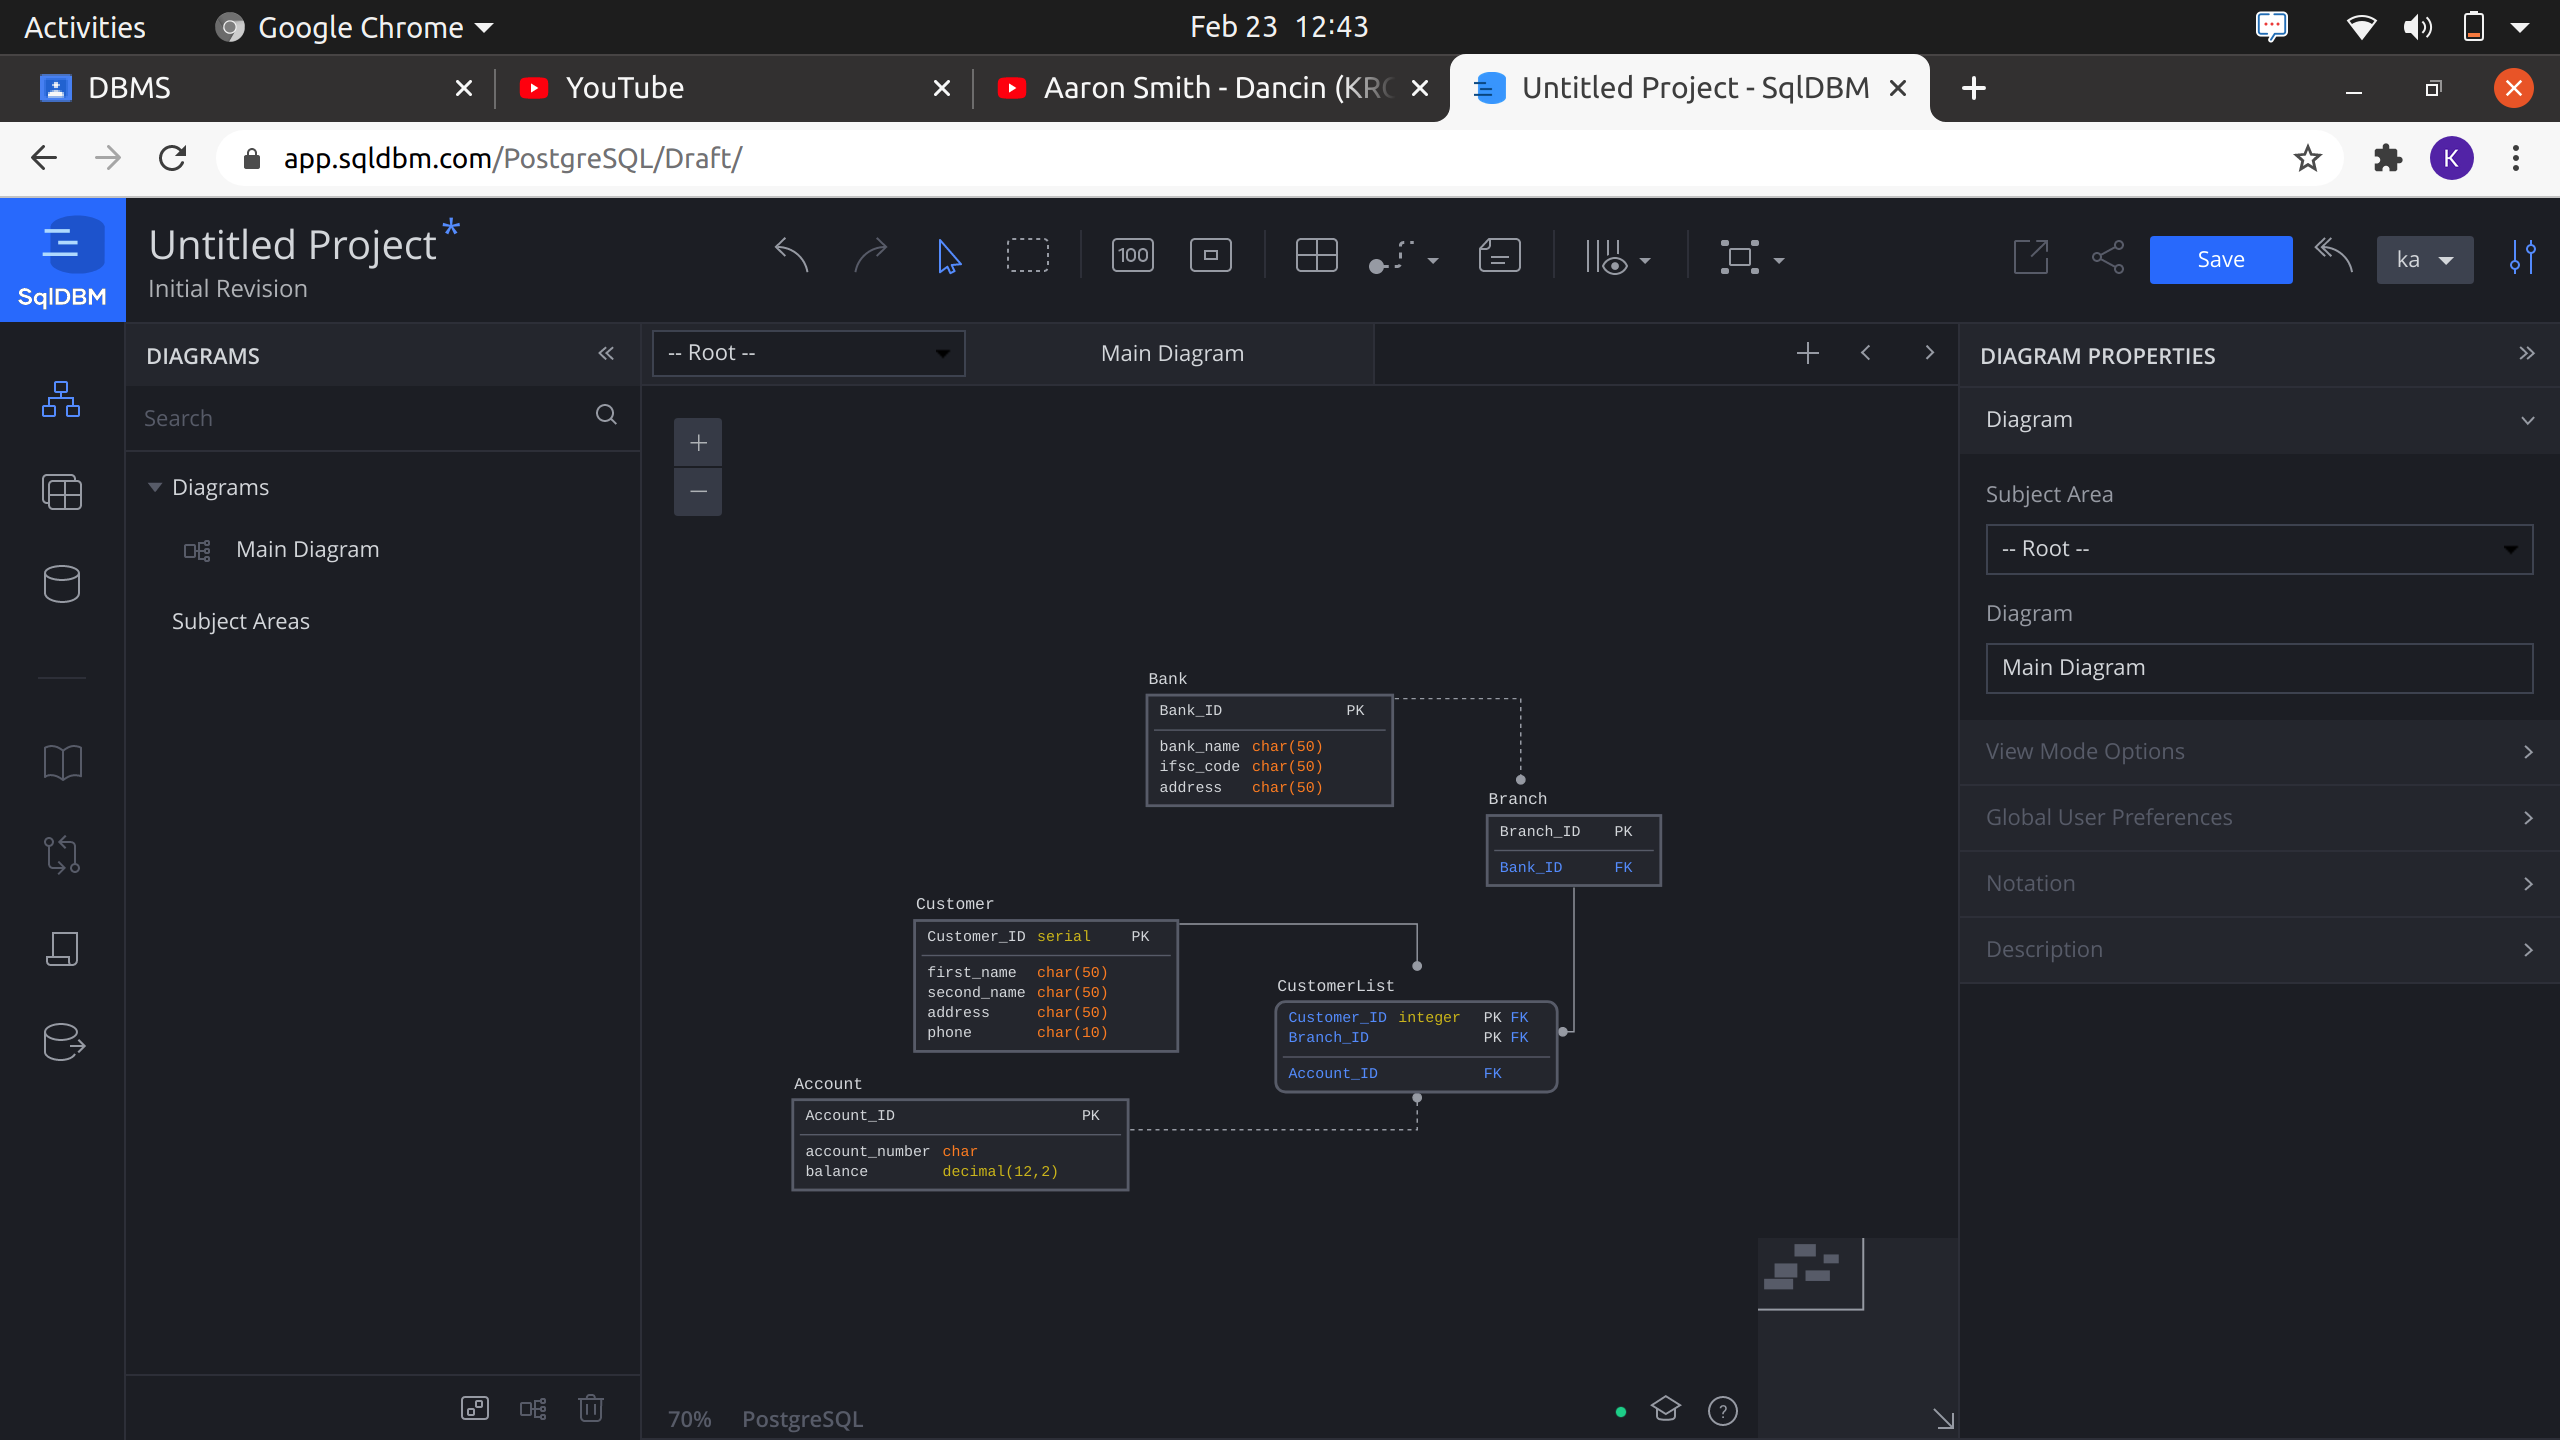 Activities
Google Chrome
Feb 23 12:43
DBMS
YouTube
Aaron Smith - Dancin (KRO
Untitled Project - SqlDBM
app.sqldbm.com/PostgreSQL/Draft/
K
SqlDBM
Untitled Project*
Initial Revision
100
Save
ka
DIAGRAMS
Search
Diagrams
Main Diagram
Subject Areas
-- Root --
Main Diagram
Bank
Bank_ID PK
bank_name char(50)
ifsc_code char(50)
address char(50)
Branch
Branch_ID PK
Bank_ID FK
Customer
Customer_ID serial PK
first_name char(50)
second_name char(50)
address char(50)
phone char(10)
CustomerList
Customer_ID integer PK FK
Branch_ID PK FK
Account_ID FK
Account
Account_ID PK
account_number char
balance decimal(12,2)
70% PostgreSQL
?
DIAGRAM PROPERTIES
Diagram
Subject Area
-- Root --
Diagram
Main Diagram
View Mode Options
Global User Preferences
Notation
Description